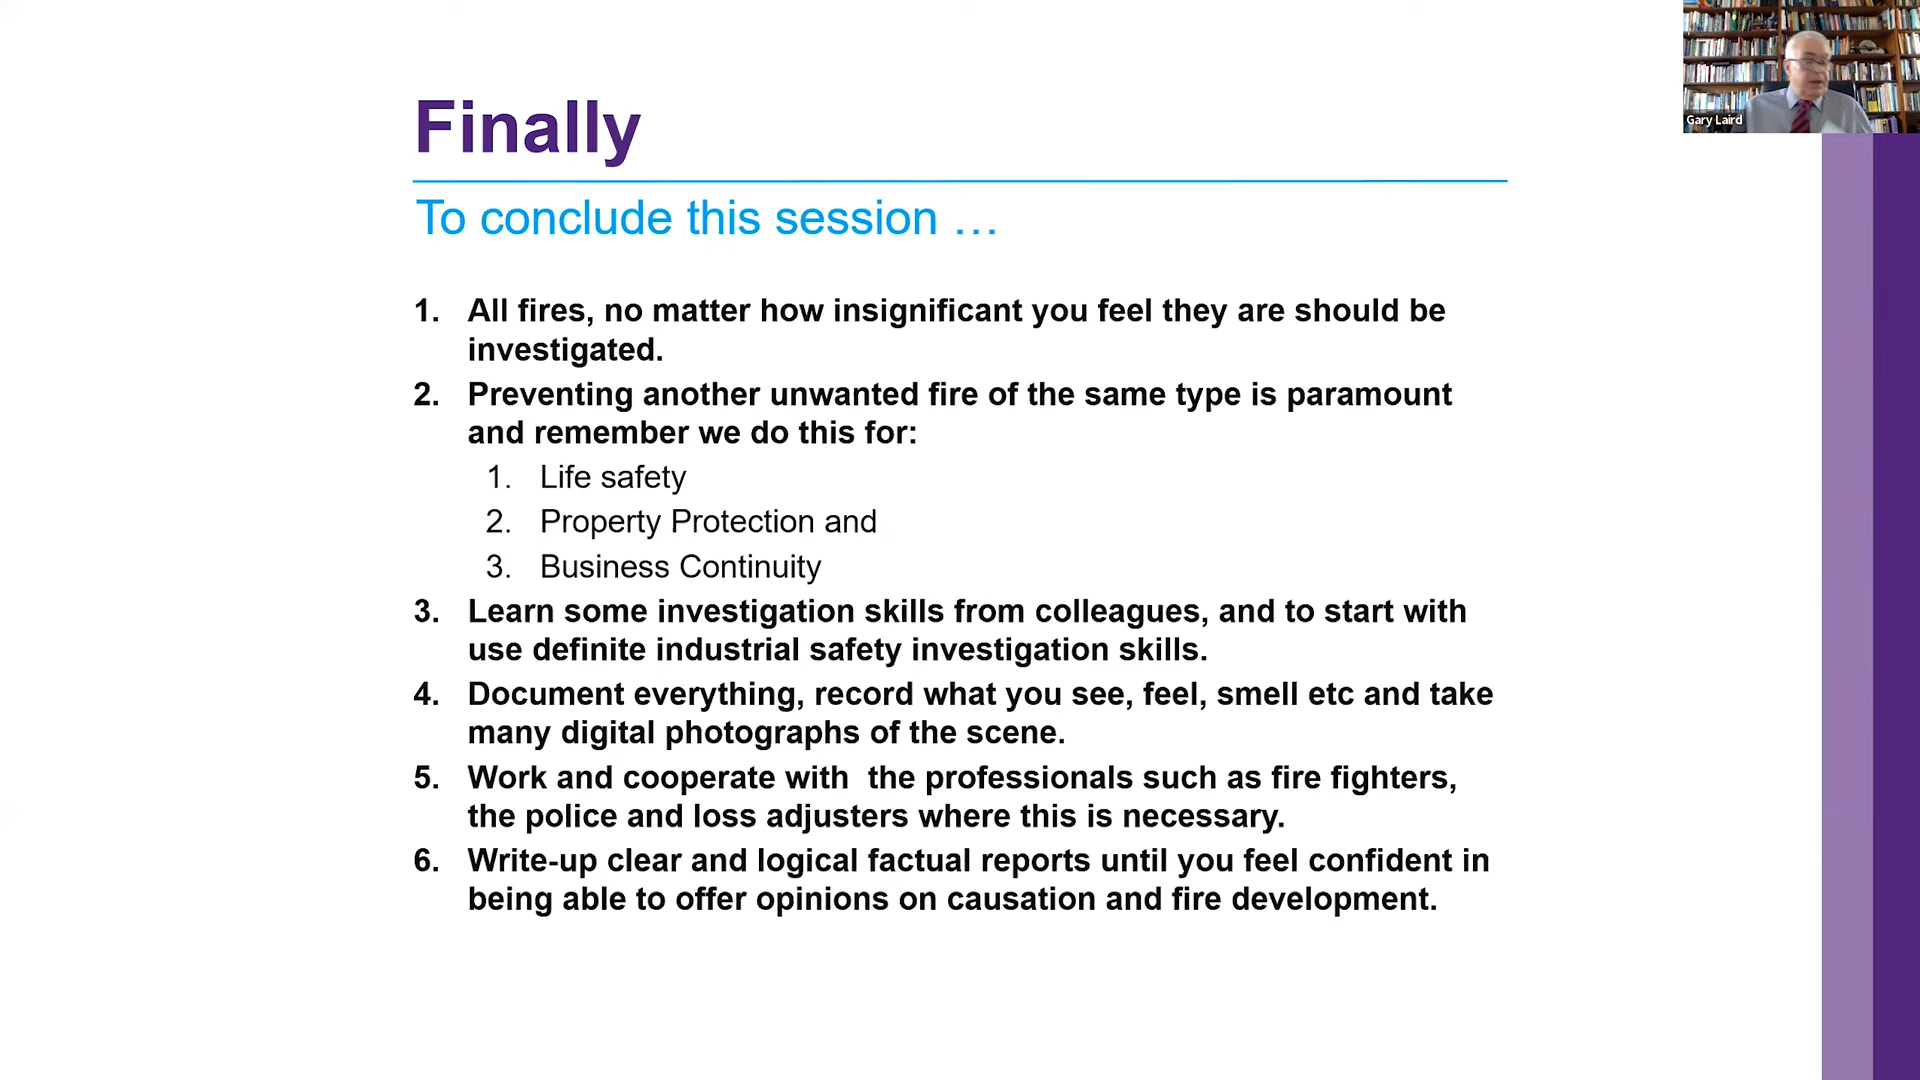 Finally
To conclude this session …
1. All fires, no matter how insignificant you feel they are should be
investigated.
2. Preventing another unwanted fire of the same type is paramount
and remember we do this for:
1. Life safety
2. Property Protection and
3. Business Continuity
3. Learn some investigation skills from colleagues, and to start with
use definite industrial safety investigation skills.
4. Document everything, record what you see, feel, smell etc and take
many digital photographs of the scene.
5. Work and cooperate with  the professionals such as fire fighters,
the police and loss adjusters where this is necessary.
6. Write-up clear and logical factual reports until you feel confident in
being able to offer opinions on causation and fire development.
Gary Laird